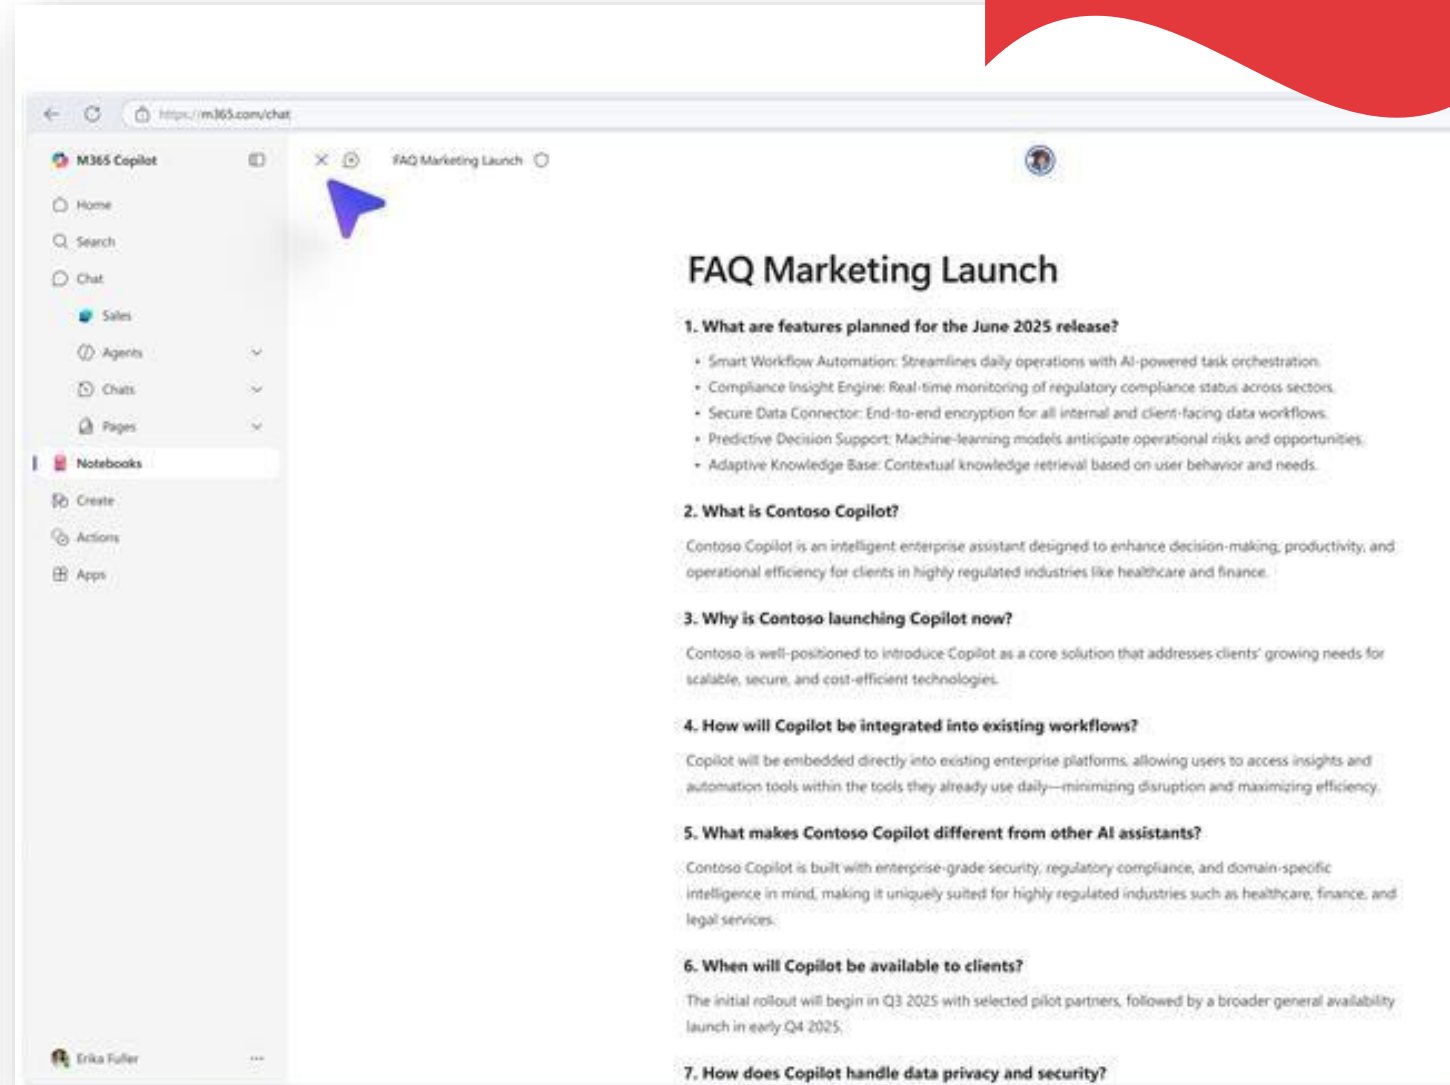 https://m365.com/chat
M365 Copilot
FAQ Marketing Launch
Home
Search
Chat
Sales
Agents
Chats
Pages
Notebooks
Create
Actions
Apps
Erika Fuller
FAQ Marketing Launch
1. What are features planned for the June 2025 release?
• Smart Workflow Automation: Streamlines daily operations with AI-powered task orchestration.
• Compliance Insight Engine: Real-time monitoring of regulatory compliance status across sectors.
• Secure Data Connector: End-to-end encryption for all internal and client-facing data workflows.
• Predictive Decision Support: Machine-learning models anticipate operational risks and opportunities.
• Adaptive Knowledge Base: Contextual knowledge retrieval based on user behavior and needs.
2. What is Contoso Copilot?
Contoso Copilot is an intelligent enterprise assistant designed to enhance decision-making, productivity, and
operational efficiency for clients in highly regulated industries like healthcare and finance.
3. Why is Contoso launching Copilot now?
Contoso is well-positioned to introduce Copilot as a core solution that addresses clients' growing needs for
scalable, secure, and cost-efficient technologies.
4. How will Copilot be integrated into existing workflows?
Copilot will be embedded directly into existing enterprise platforms, allowing users to access insights and
automation tools within the tools they already use daily—minimizing disruption and maximizing efficiency.
5. What makes Contoso Copilot different from other AI assistants?
Contoso Copilot is built with enterprise-grade security, regulatory compliance, and domain-specific
intelligence in mind, making it uniquely suited for highly regulated industries such as healthcare, finance, and
legal services.
6. When will Copilot be available to clients?
The initial rollout will begin in Q3 2025 with selected pilot partners, followed by a broader general availability
launch in early Q4 2025.
7. How does Copilot handle data privacy and security?